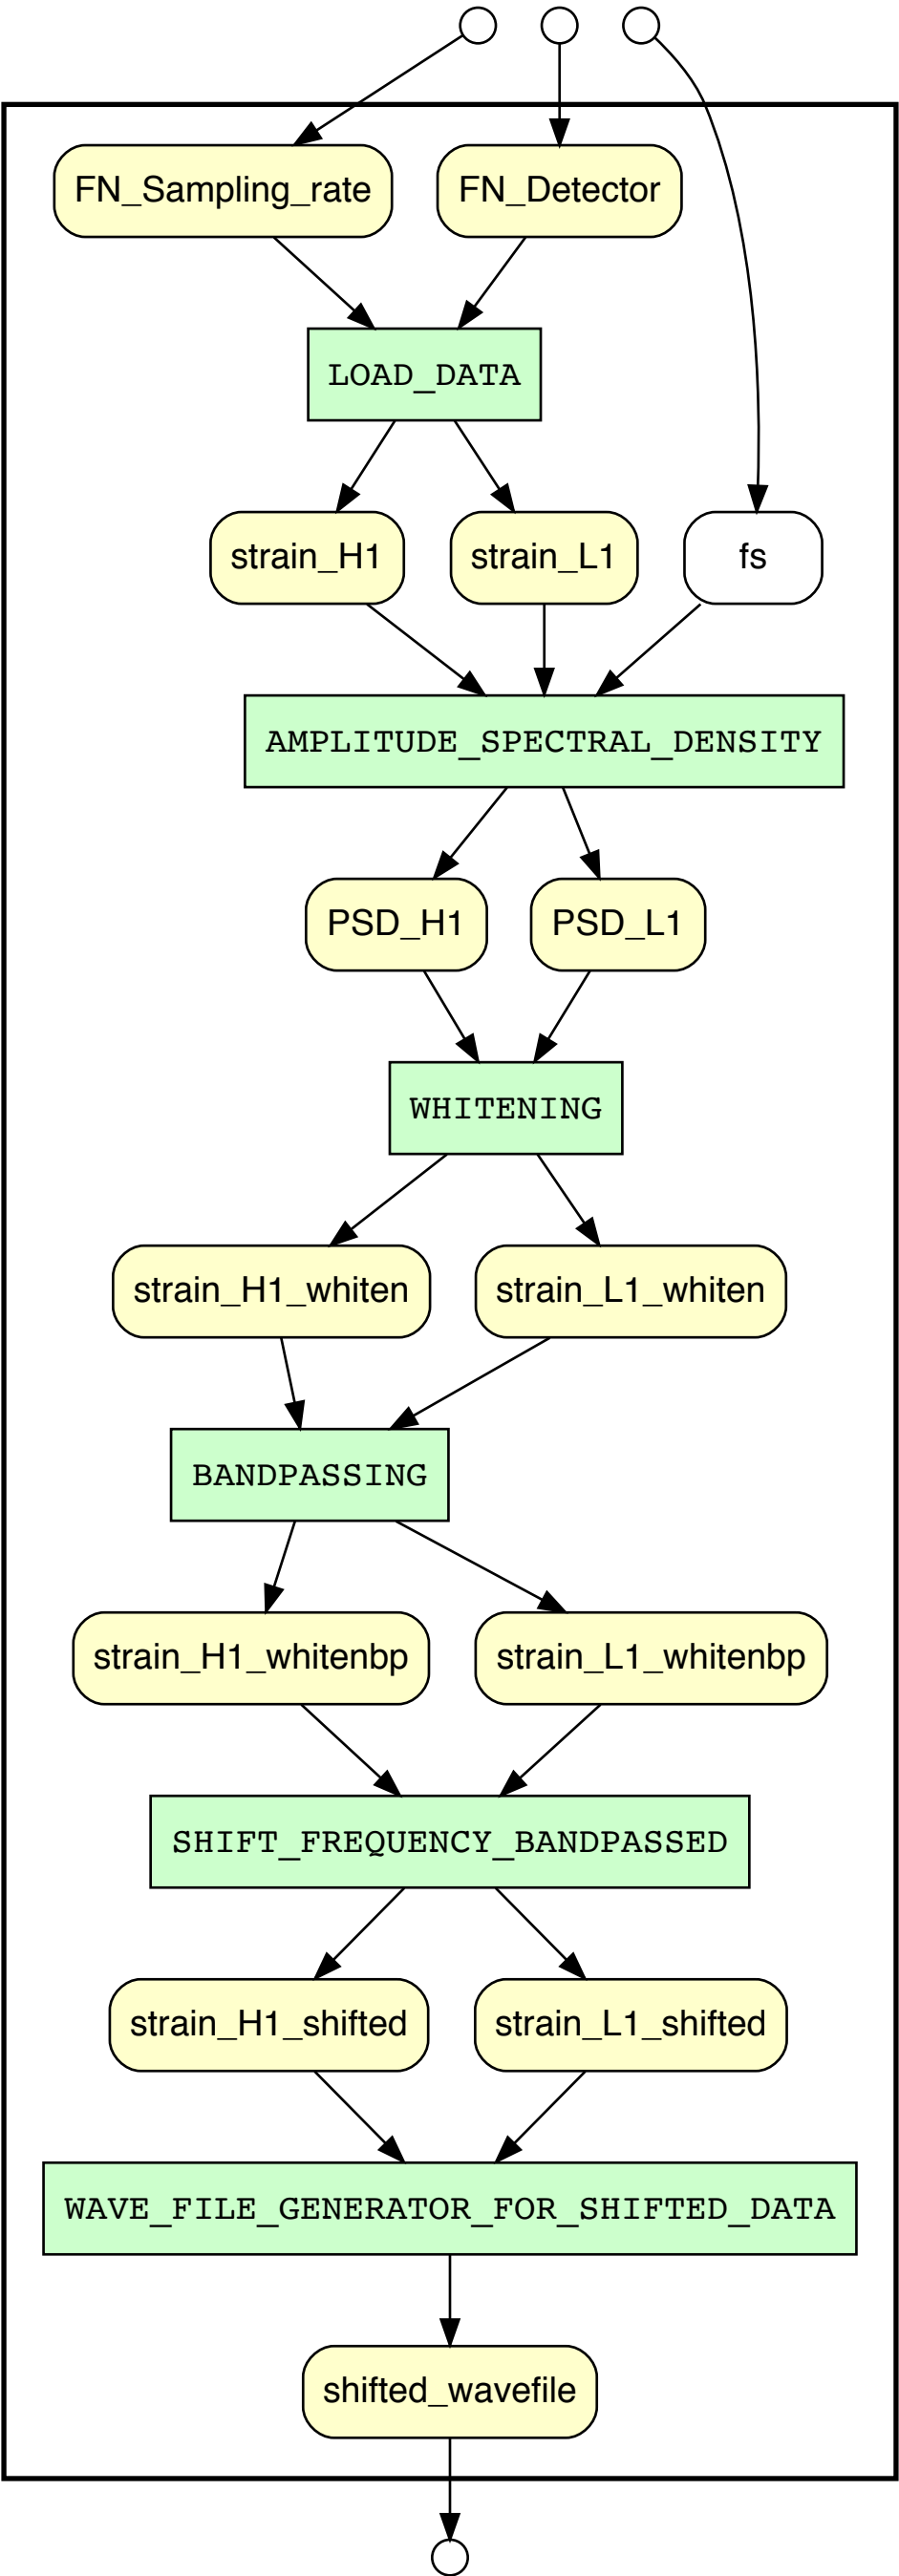 FN_Sampling_rate
FN_Detector
LOAD_DATA
strain_H1
strain_L1
fs
AMPLITUDE_SPECTRAL_DENSITY
PSD_H1
PSD_L1
WHITENING
strain_H1_whiten
strain_L1_whiten
BANDPASSING
strain_H1_whitenbp
strain_L1_whitenbp
SHIFT_FREQUENCY_BANDPASSED
strain_H1_shifted
strain_L1_shifted
WAVE_FILE_GENERATOR_FOR_SHIFTED_DATA
shifted_wavefile